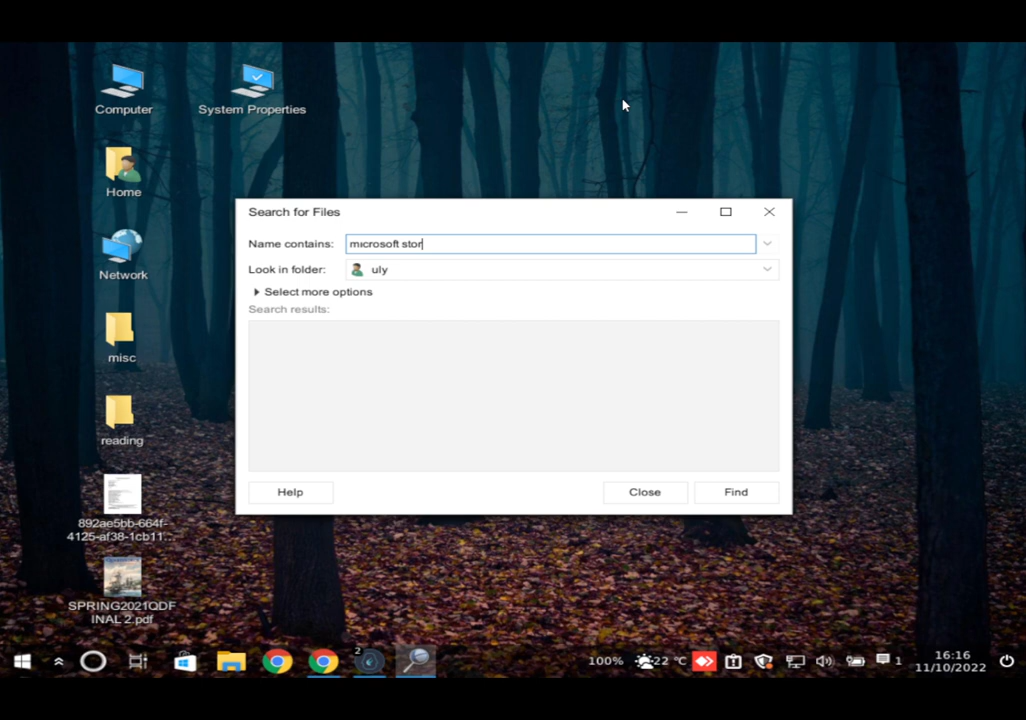 Computer
System Properties
Home
Network
misc
reading
892ae5bb-664f-
4125-af38-1cb11...
SPRING2021QDF
INAL 2.pdf
Search for Files
Name contains: microsoft stor
Look in folder: uly
Select more options
Search results:
Help
Close
Find
2
100%
22 °C
1
16:16
11/10/2022